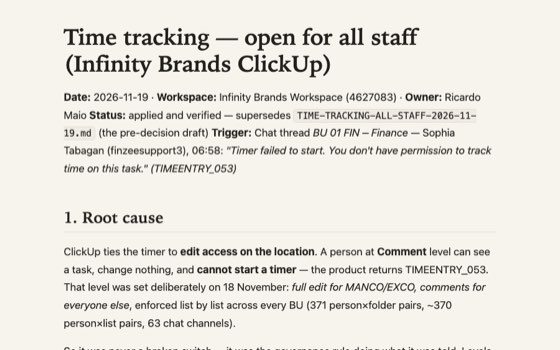 Time tracking — open for all staff
(Infinity Brands ClickUp)
Date: 2026-11-19 · Workspace: Infinity Brands Workspace (4627083) · Owner: Ricardo
Maio Status: applied and verified — supersedes TIME-TRACKING-ALL-STAFF-2026-11-
19.md (the pre-decision draft) Trigger: Chat thread BU 01 FIN – Finance — Sophia
Tabagan (finzeesupport3), 06:58: "Timer failed to start. You don't have permission to track
time on this task." (TIMEENTRY_053)
1. Root cause
ClickUp ties the timer to edit access on the location. A person at Comment level can see
a task, change nothing, and cannot start a timer — the product returns TIMEENTRY_053.
That level was set deliberately on 18 November: full edit for MANCO/EXCO, comments for
everyone else, enforced list by list across every BU (371 person×folder pairs, ~370
person×list pairs, 63 chat channels).